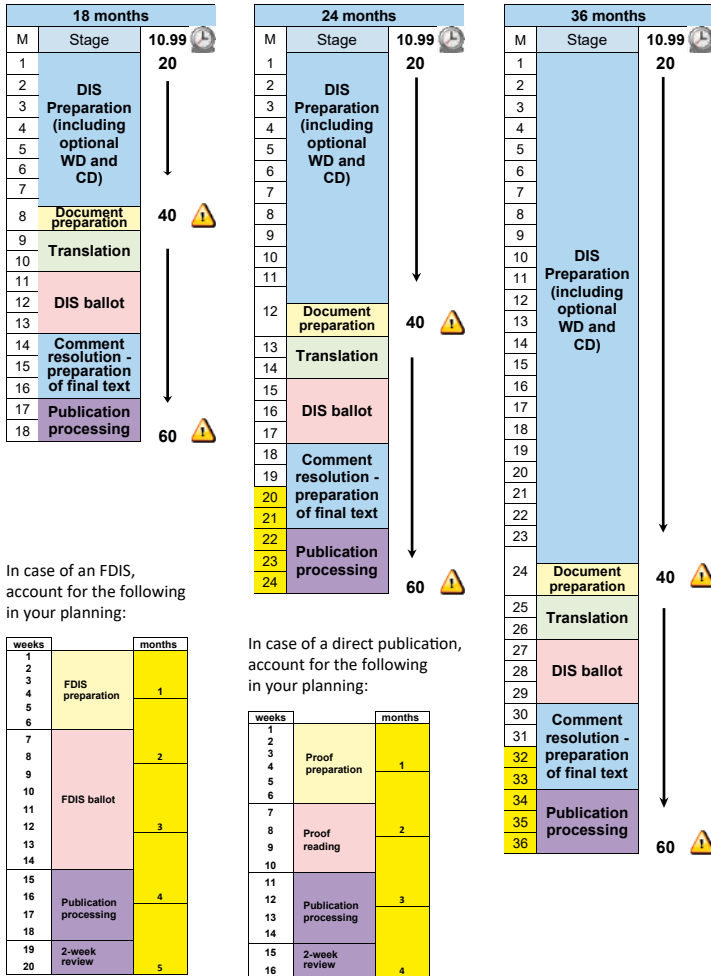 18 months
M Stage 10.99
1 20
2
3
4
5
6
7
DIS
Preparation
(including
optional
WD and
CD)
8 Document
preparation 40
9
10
Translation
11
12
13
DIS ballot
14
15
16
Comment
resolution -
preparation
of final text
17
18
Publication
processing
60
24 months
M Stage 10.99
1 20
2
3
4
5
6
7
8
9
10
11
DIS
Preparation
(including
optional
WD and
CD)
12 Document
preparation 40
13
14
Translation
15
16
17
DIS ballot
18
19
20
21
Comment
resolution -
preparation
of final text
22
23
24
Publication
processing
60
36 months
M Stage 10.99
1 20
2
3
4
5
6
7
8
9
10
11
12
13
14
15
16
17
18
19
20
21
22
23
DIS
Preparation
(including
optional
WD and
CD)
24 Document
preparation 40
25
26
Translation
27
28
29
DIS ballot
30
31
32
33
Comment
resolution -
preparation
of final text
34
35
36
Publication
processing
60
In case of an FDIS,
account for the following
in your planning:
weeks months
1
2
3
4 1
5
6
FDIS
preparation
7
8 2
9
10
11
12 3
13
14
FDIS ballot
15
16 4
17
18
Publication
processing
19
20 5
2-week
review
In case of a direct publication,
account for the following
in your planning:
weeks months
1
2
3
4 1
5
6
Proof
preparation
7
8 2
9
10
Proof
reading
11
12 3
13
14
Publication
processing
15
16 4
2-week
review